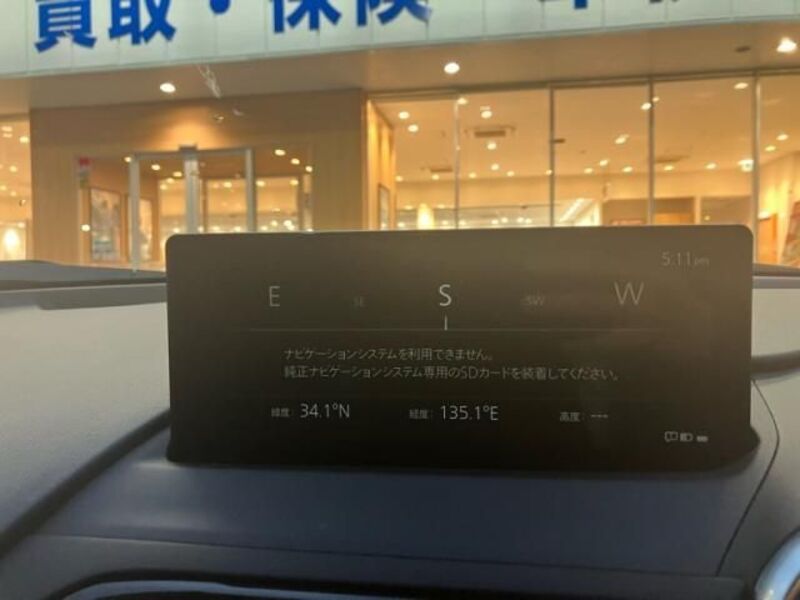 買取・保険
5:11pm
E SE S SW W
ナビゲーションシステムを利用できません。
純正ナビゲーションシステム専用のSDカードを装着してください。
緯度: 34.1°N 経度: 135.1°E 高度: ---